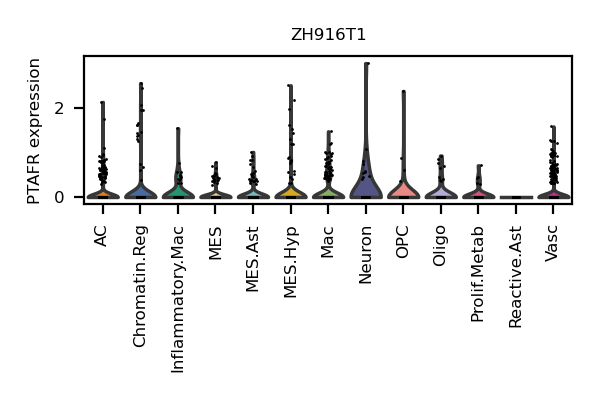 ZH916T1
PTAFR expression
2
0
AC
Chromatin.Reg
Inflammatory.Mac
MES
MES.Ast
MES.Hyp
Mac
Neuron
OPC
Oligo
Prolif.Metab
Reactive.Ast
Vasc